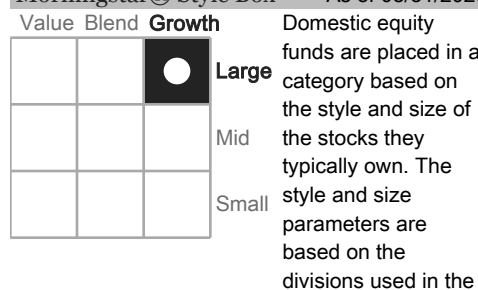 Value Blend Growth
Large
Mid
Small
Domestic equity
funds are placed in a
category based on
the style and size of
the stocks they
typically own. The
style and size
parameters are
based on the
divisions used in the